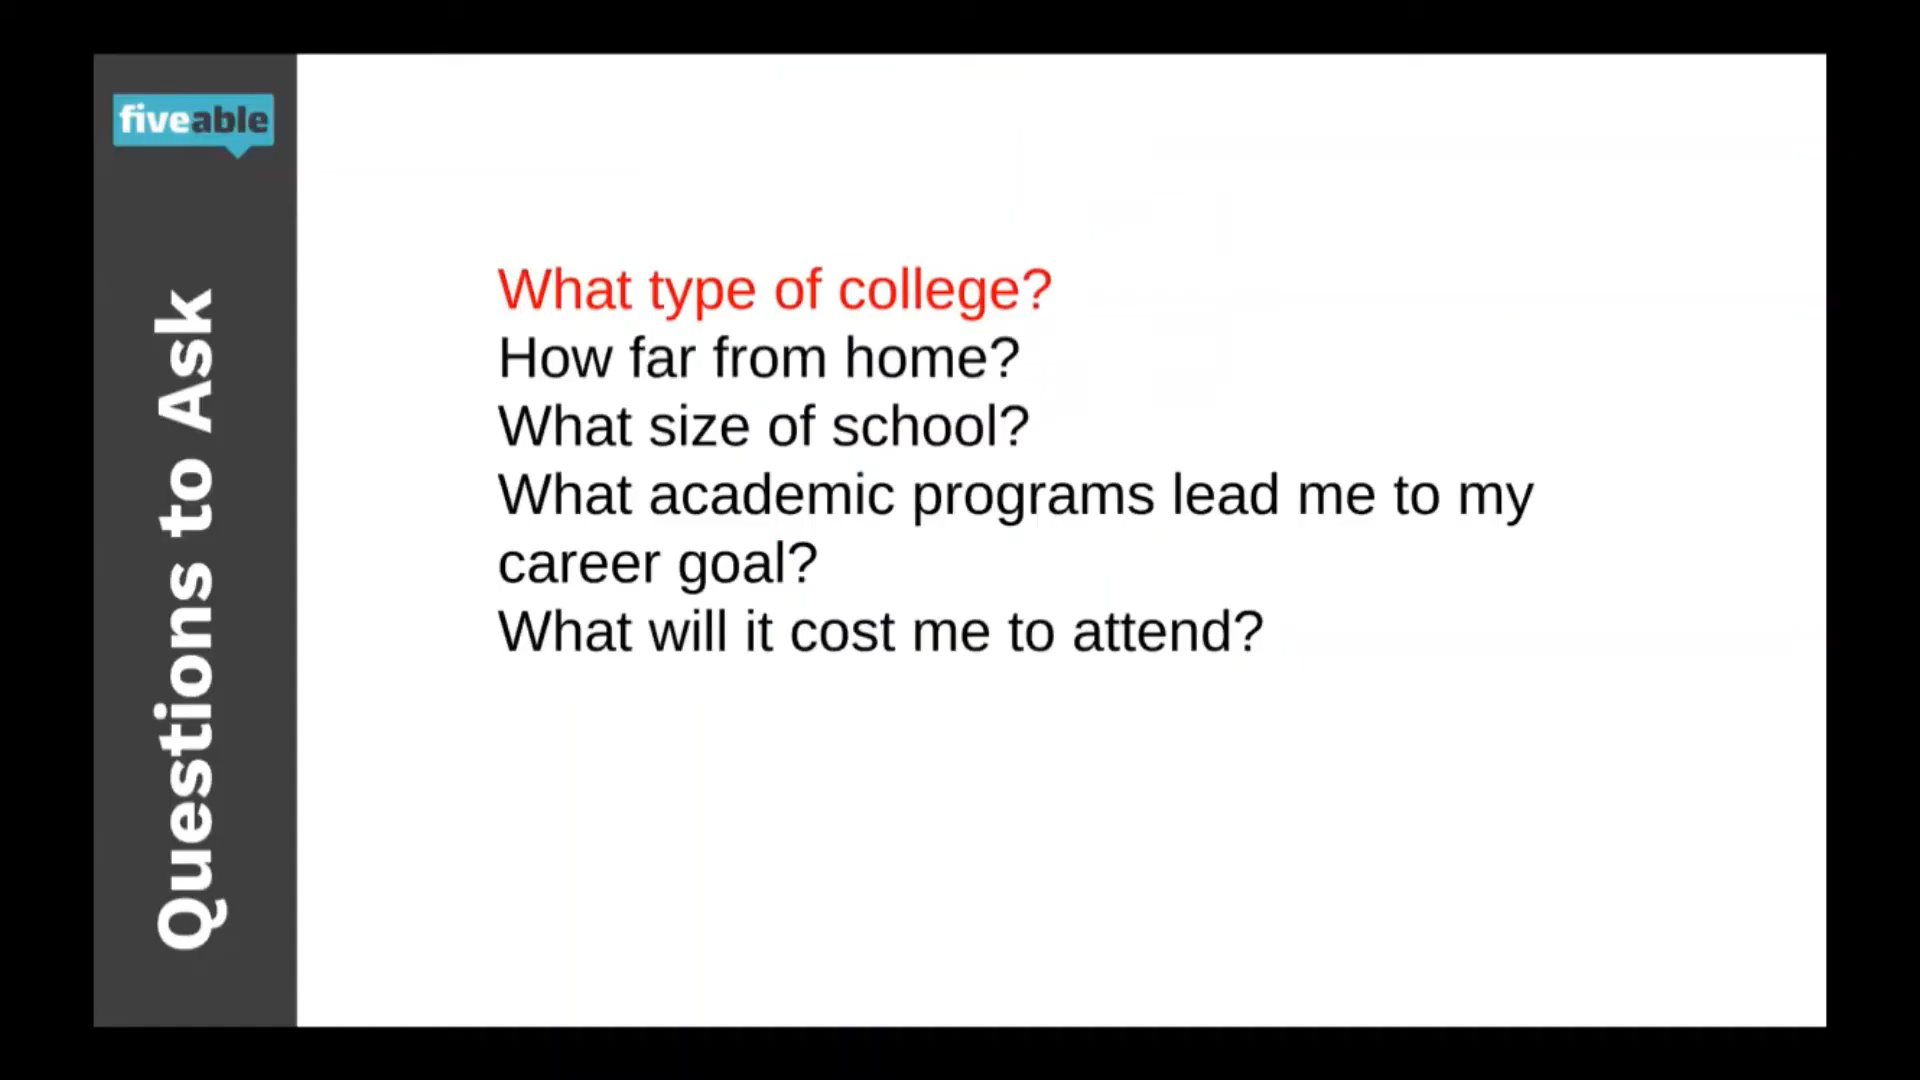 fiveable
Questions to Ask
What type of college?
How far from home?
What size of school?
What academic programs lead me to my
career goal?
What will it cost me to attend?